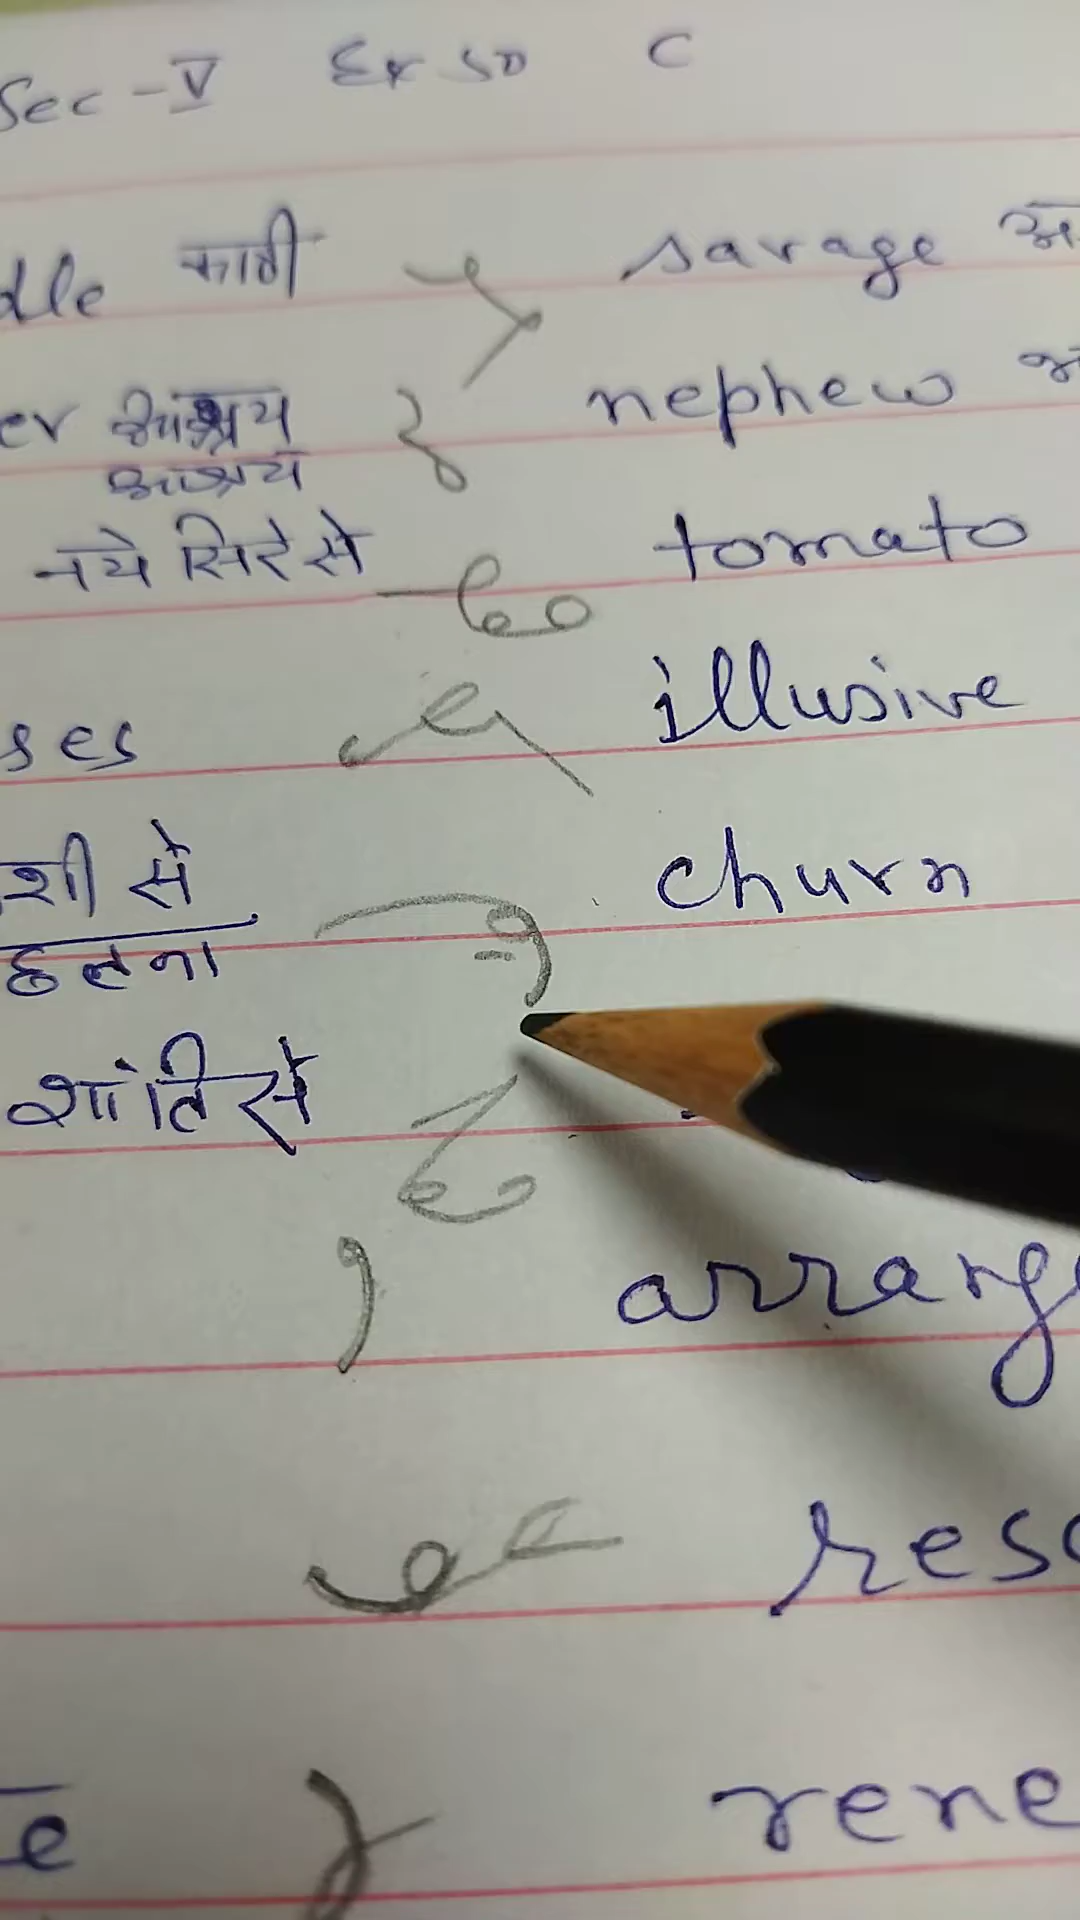 Sec - V Ex 50 C
dle काठी savage
er आश्रय nephew
आश्रय
नये सिरे से tomato
ses illusive
शी से churn
छलना
शांति से
arrang
res
e rene